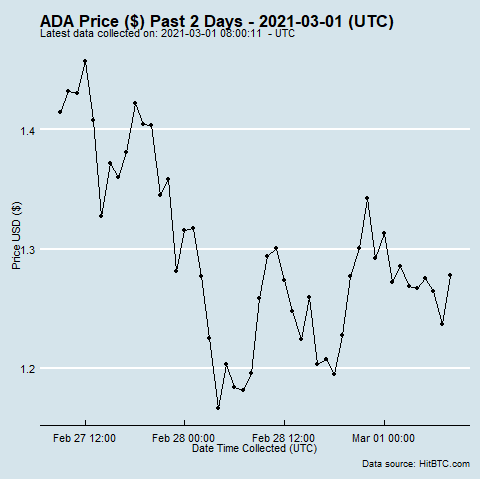 ADA Price ($) Past 2 Days - 2021-03-01 (UTC)
Latest data collected on: 2021-03-01 08:00:11  - UTC
1.4
1.3
1.2
Price USD ($)
Feb 27 12:00
Feb 28 00:00
Feb 28 12:00
Mar 01 00:00
Date Time Collected (UTC)
Data source: HitBTC.com